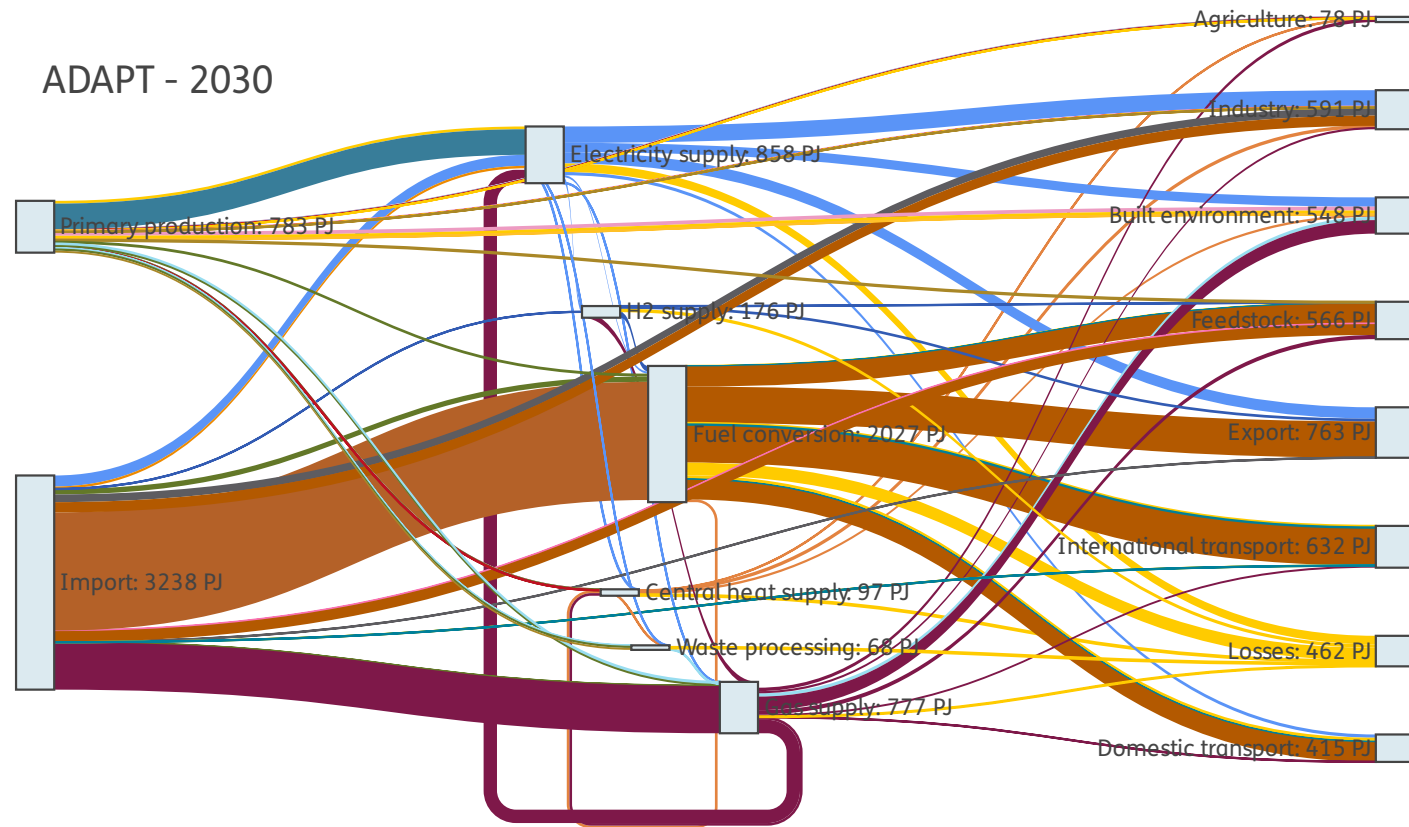 ADAPT - 2030
Agriculture: 78 PJ
Industry: 591 PJ
Electricity supply: 858 PJ
Built environment: 548 PJ
Primary production: 783 PJ
H2 supply: 176 PJ
Feedstock: 566 PJ
Fuel conversion: 2027 PJ
Export: 763 PJ
International transport: 632 PJ
Import: 3238 PJ
Central heat supply: 97 PJ
Waste processing: 68 PJ
Losses: 462 PJ
Gas supply: 777 PJ
Domestic transport: 415 PJ